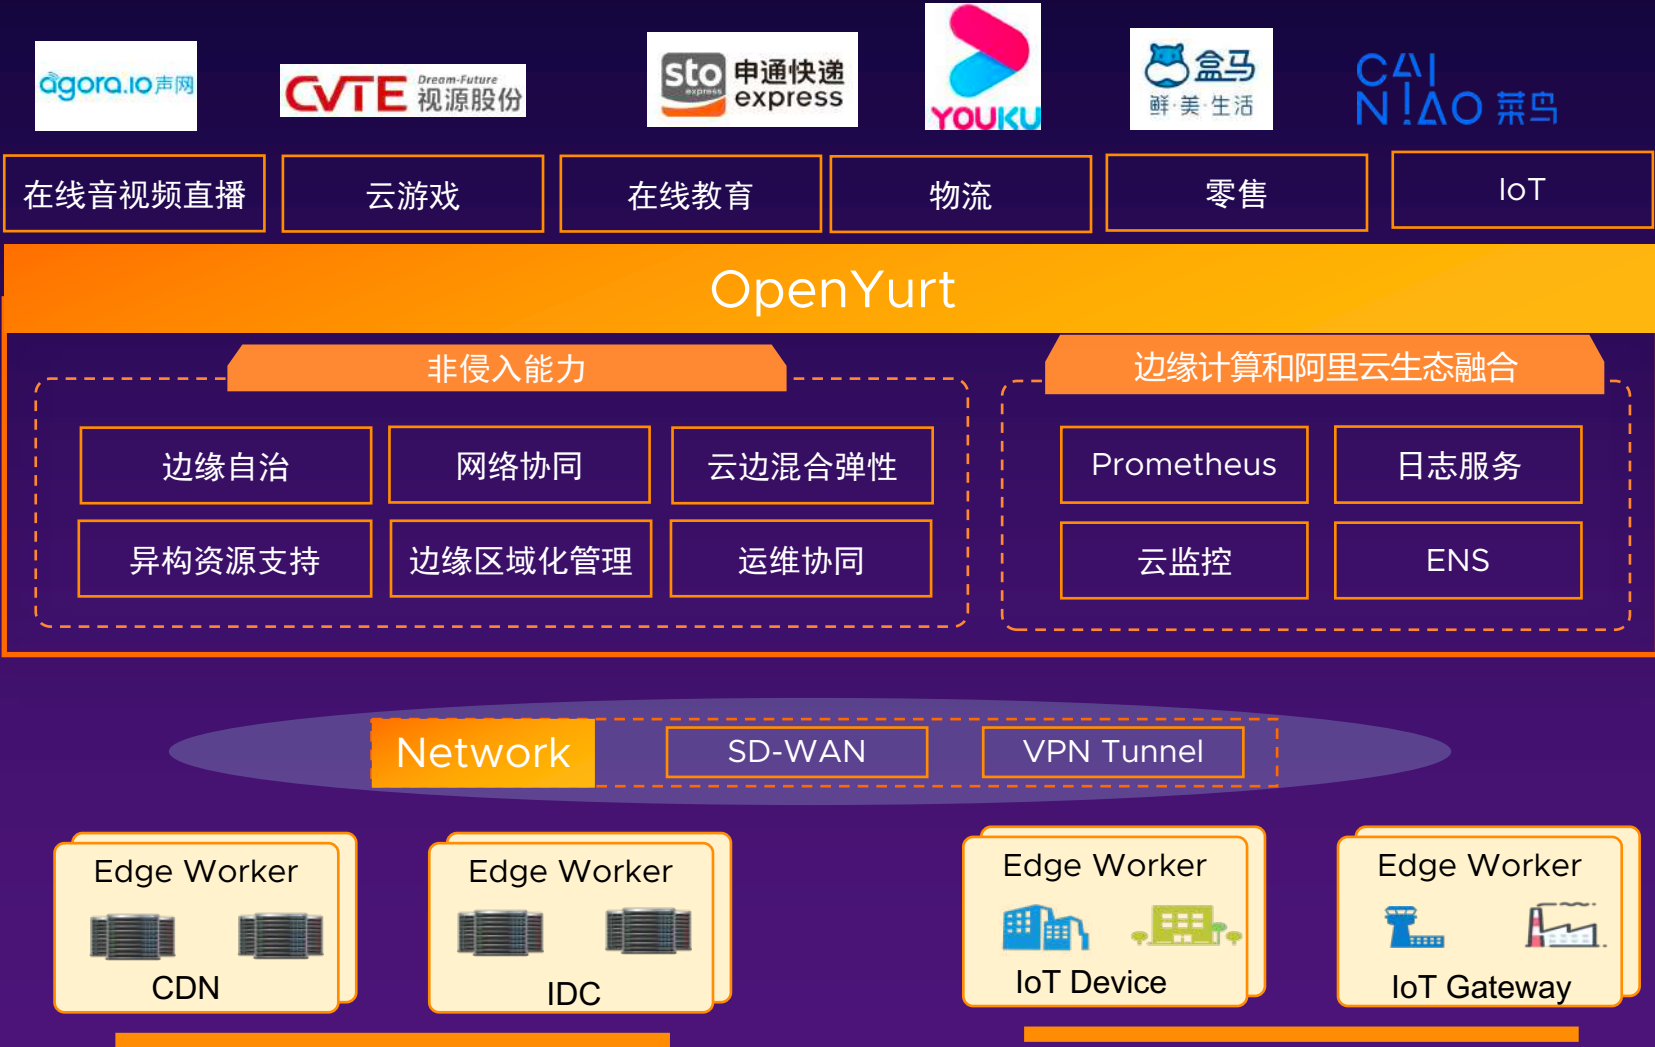 agora.io 声网
CVTE Dream-Future 视源股份
sto express 申通快递 express
YOUKU
盒马
鲜·美·生活
CAI NIAO 菜鸟
在线音视频直播
云游戏
在线教育
物流
零售
IoT
OpenYurt
非侵入能力
边缘计算和阿里云生态融合
边缘自治
网络协同
云边混合弹性
Prometheus
日志服务
异构资源支持
边缘区域化管理
运维协同
云监控
ENS
Network
SD-WAN
VPN Tunnel
Edge Worker
CDN
Edge Worker
IDC
Edge Worker
IoT Device
Edge Worker
IoT Gateway